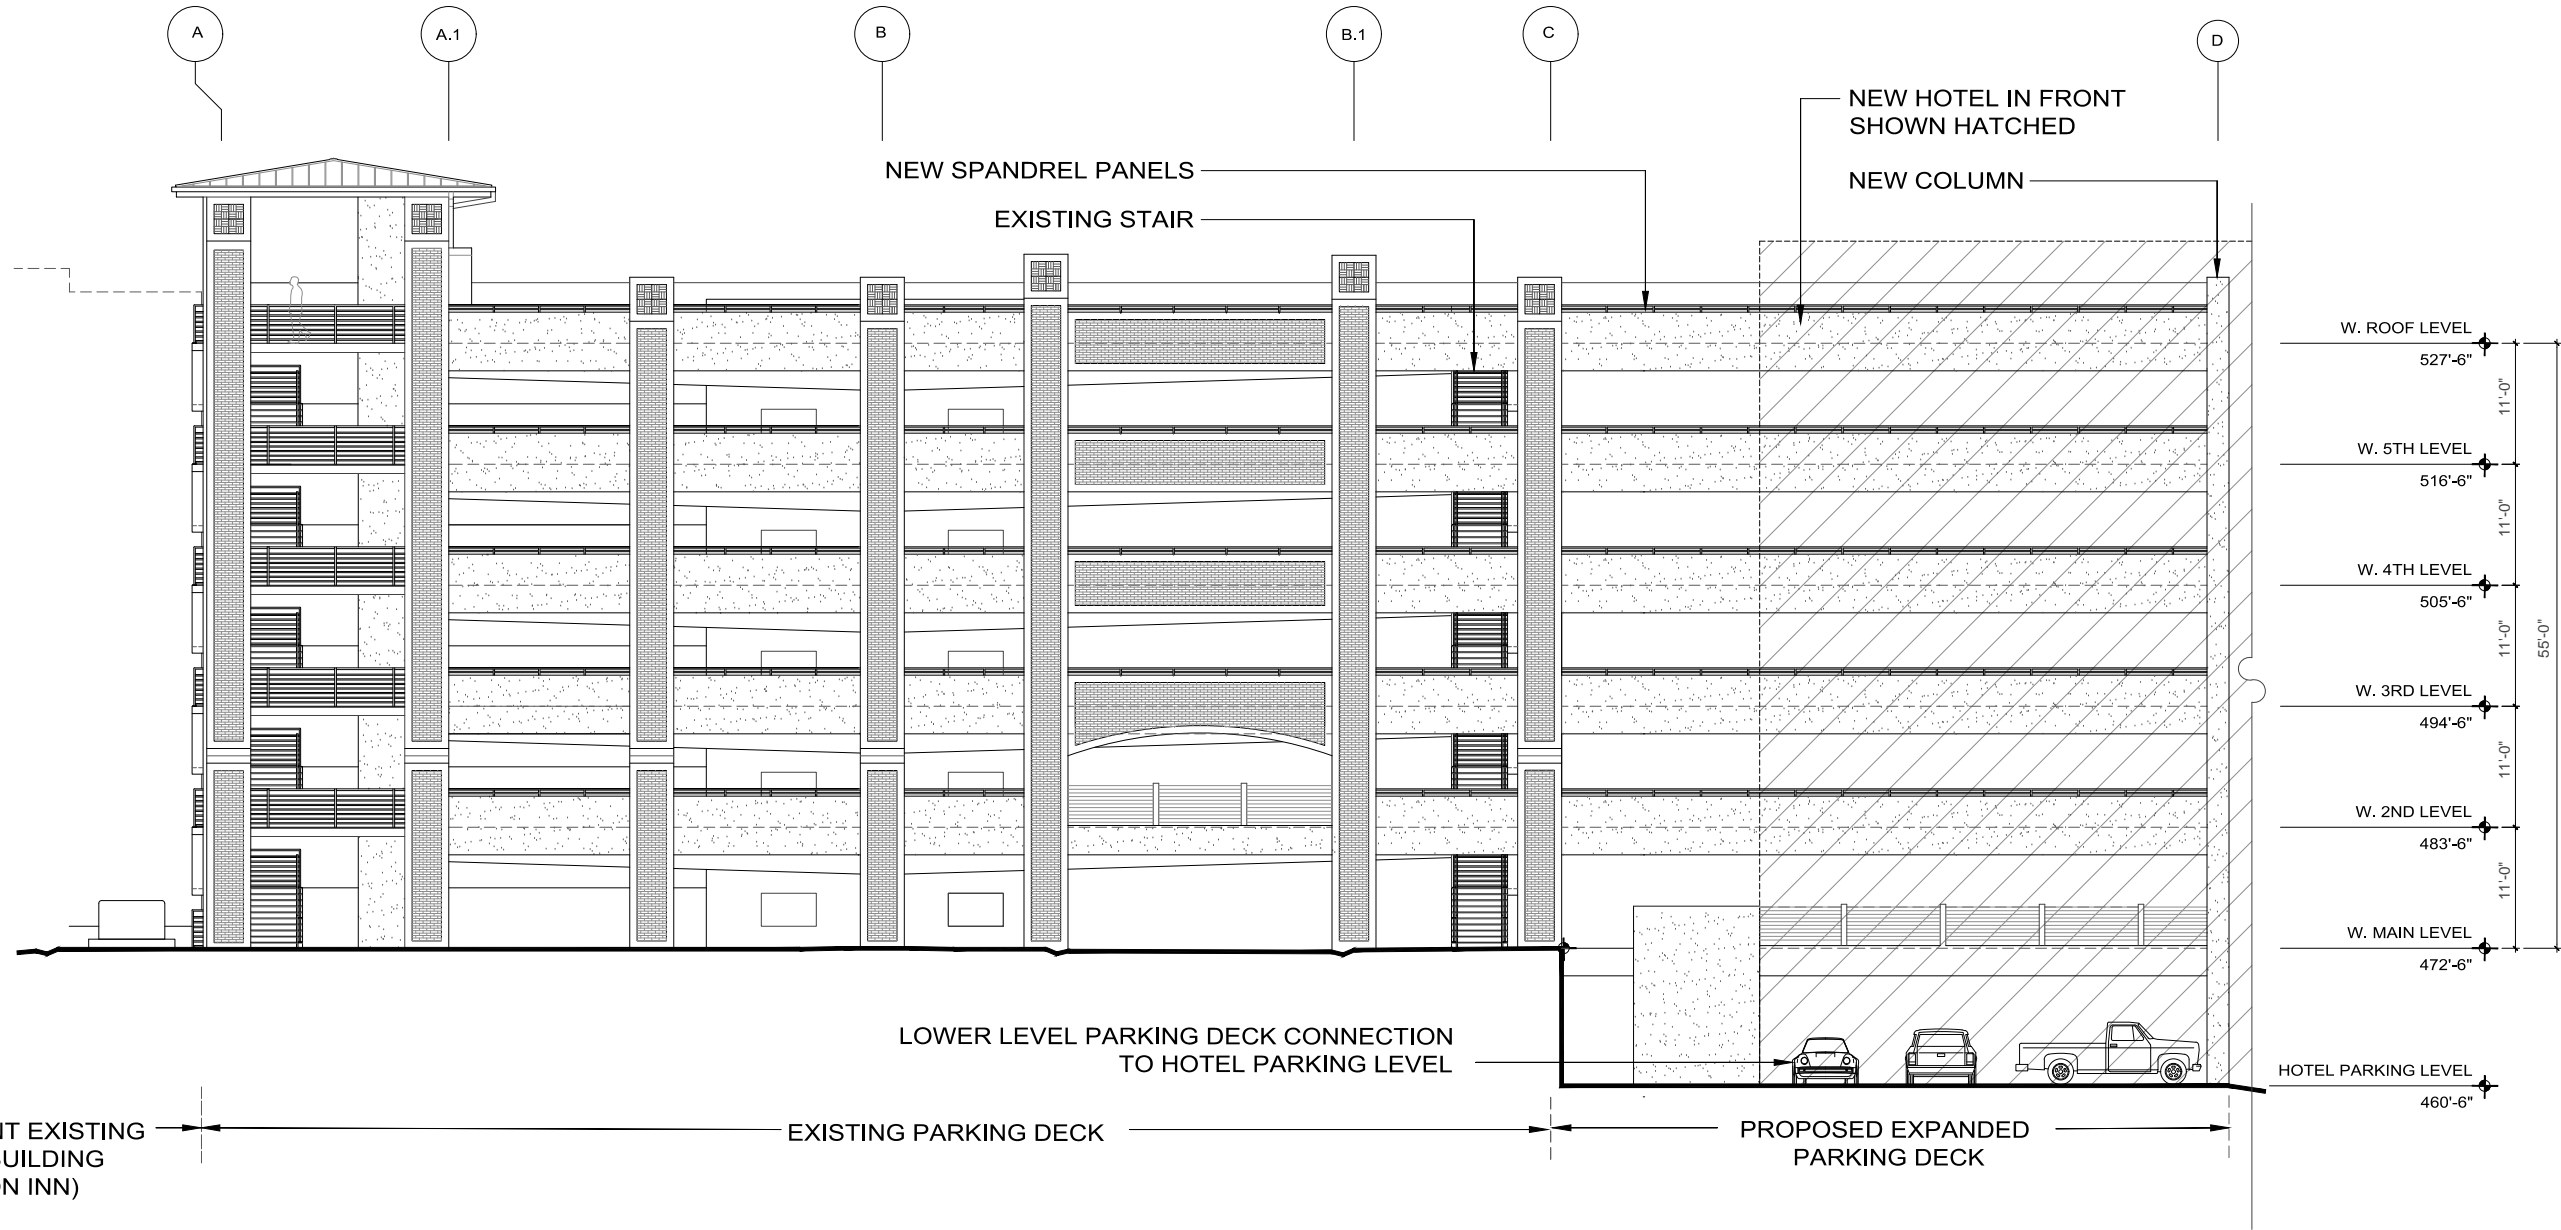 A
A.1
B
B.1
C
D
NEW HOTEL IN FRONT
SHOWN HATCHED
NEW SPANDREL PANELS
NEW COLUMN
EXISTING STAIR
W. ROOF LEVEL
527'-6"
11'-0"
W. 5TH LEVEL
516'-6"
11'-0"
W. 4TH LEVEL
505'-6"
11'-0"
55'-0"
W. 3RD LEVEL
494'-6"
11'-0"
W. 2ND LEVEL
483'-6"
11'-0"
W. MAIN LEVEL
472'-6"
LOWER LEVEL PARKING DECK CONNECTION
TO HOTEL PARKING LEVEL
HOTEL PARKING LEVEL
460'-6"
NT EXISTING
BUILDING
ON INN)
EXISTING PARKING DECK
PROPOSED EXPANDED
PARKING DECK